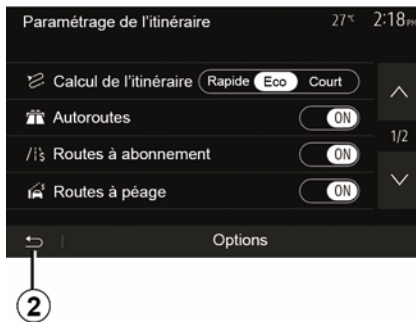 Paramétrage de l'itinéraire 27°C 2:18PM
Calcul de l'itinéraire Rapide Eco Court
Autoroutes ON
1/2
Routes à abonnement ON
Routes à péage ON
Options
2